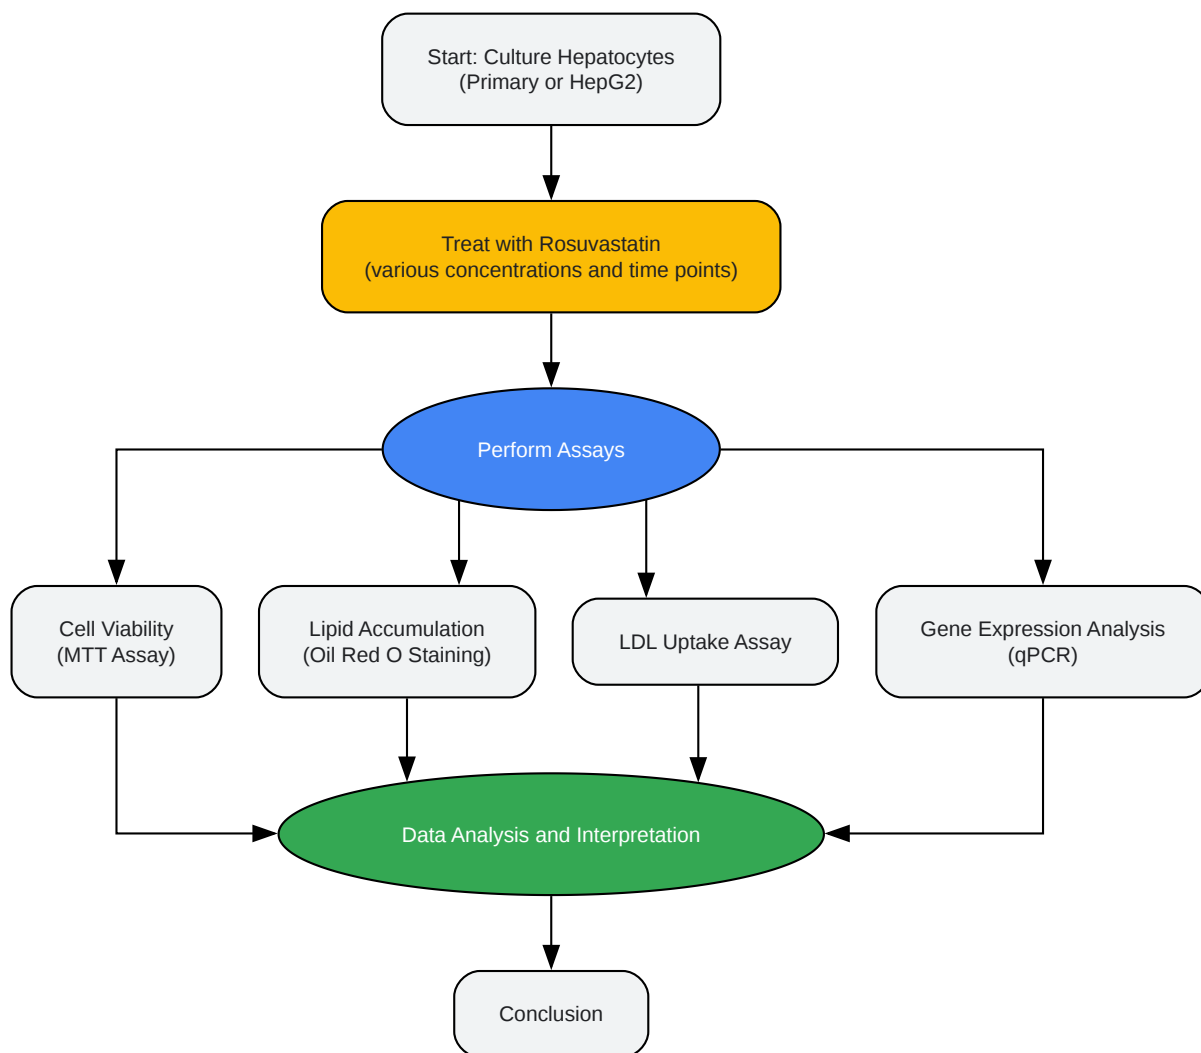 Start: Culture Hepatocytes
(Primary or HepG2)
Treat with Rosuvastatin
(various concentrations and time points)
Perform Assays
Cell Viability
(MTT Assay)
Lipid Accumulation
(Oil Red O Staining)
LDL Uptake Assay
Gene Expression Analysis
(qPCR)
Data Analysis and Interpretation
Conclusion